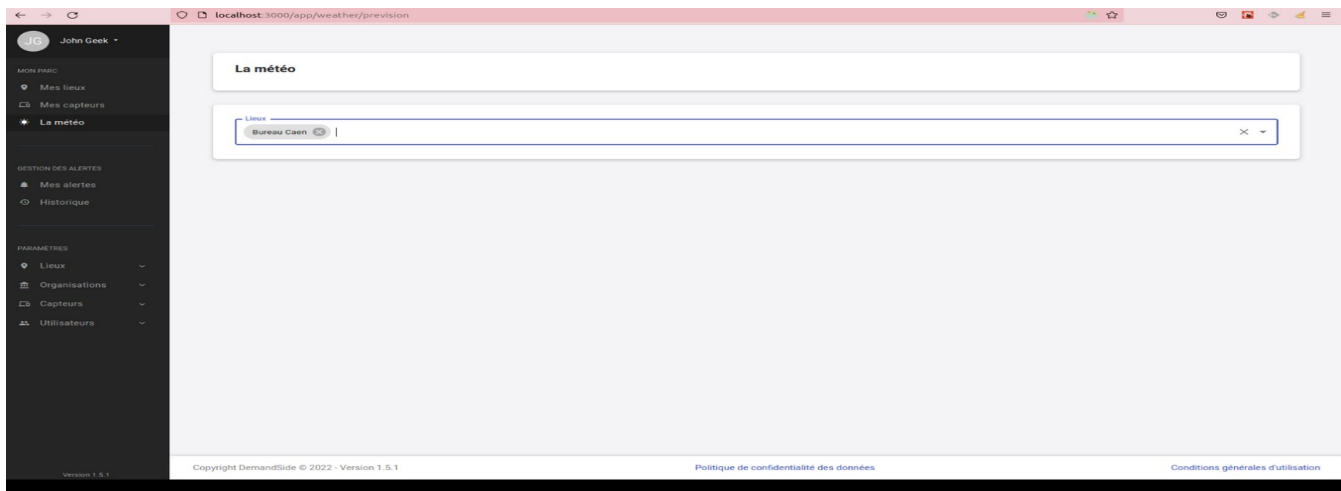 localhost:3000/app/weather/prevision
JG John Geek
MON PARC
Mes lieux
Mes capteurs
La météo
GESTION DES ALERTES
Mes alertes
Historique
PARAMÈTRES
Lieux
Organisations
Capteurs
Utilisateurs
Version 1.5.1
La météo
Lieux
Bureau Caen
Copyright DemandSide © 2022 - Version 1.5.1
Politique de confidentialité des données
Conditions générales d'utilisation